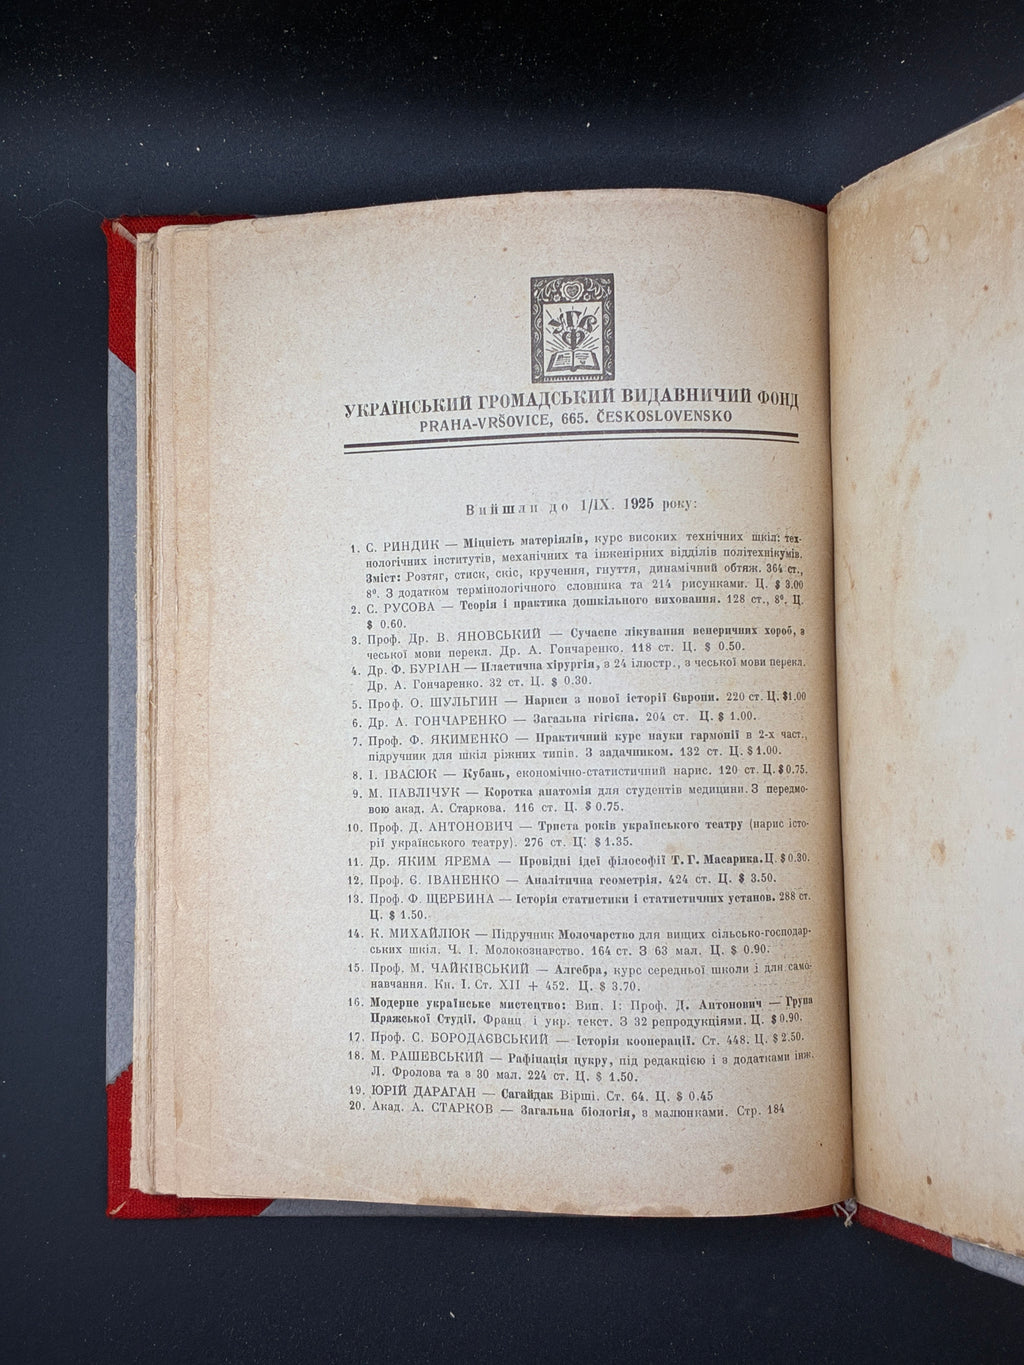 УГВ
Ф
УКРАЇНСЬКИЙ ГРОМАДСЬКИЙ ВИДАВНИЧИЙ ФОНД
PRAHA-VRŠOVICE, 665. ČESKOSLOVENSKO
Вийшли до 1/IX. 1925 року:
1. С. РИНДИК — Міцність матеріялів, курс високих технічних шкіл: тех-
нологічних інститутів, механічних та інженірних відділів політехнікумів.
Зміст: Розтяг, стиск, скіс, кручення, гнуття, динамічний обтяж. 364 ст.,
8⁰. З додатком термінологічного словника та 214 рисунками. Ц. $ 3.00
2. С. РУСОВА — Теорія і практика дошкільного виховання. 128 ст., 8⁰. Ц.
$ 0.60.
3. Проф. Др. В. ЯНОВСЬКИЙ — Сучасне лікування венеричних хороб, з
чеської мови перекл. Др. А. Гончаренко. 118 ст. Ц. $ 0.50.
4. Др. Ф. БУРІАН — Пластична хірургія, з 24 ілюстр., з чеської мови перекл.
Др. А. Гончаренко. 32 ст. Ц. $ 0.30.
5. Проф. О. ШУЛЬГИН — Нариси з нової історії Європи. 220 ст. Ц. $1.00
6. Др. А. ГОНЧАРЕНКО — Загальна гігієна. 204 ст. Ц. $ 1.00.
7. Проф. Ф. ЯКИМЕНКО — Практичний курс науки гармонії в 2-х част.,
підручник для шкіл ріжних типів. З задачником. 132 ст. Ц. $1.00.
8. І. ІВАСЮК — Кубань, економічно-статистичний нарис. 120 ст. Ц. $0.75.
9. М. ПАВЛІЧУК — Коротка анатомія для студентів медицини. З передмо-
вою акад. А. Старкова. 116 ст. Ц. $ 0.75.
10. Проф. Д. АНТОНОВИЧ — Триста років українського театру (нарис істо-
рії українського театру). 276 ст. Ц. $ 1.35.
11. Др. ЯКИМ ЯРЕМА — Провідні ідеї філософії Т. Г. Масарика. Ц. $ 0.30.
12. Проф. Є. ІВАНЕНКО — Аналітична геометрія. 424 ст. Ц. $ 3.50.
13. Проф. Ф. ЩЕРБИНА — Історія статистики і статистичних установ. 288 ст.
Ц. $ 1.50.
14. К. МИХАЙЛЮК — Підручник Молочарство для вищих сільсько-господар-
ських шкіл. Ч. І. Молокознавство. 164 ст. З 63 мал. Ц. $ 0.90.
15. Проф. М. ЧАЙКІВСЬКИЙ — Алгебра, курс середньої школи і для само-
навчання. Кн. І. Ст. XII + 452. Ц. $ 3.70.
16. Модерне українське мистецтво: Вип. І: Проф. Д. Антонович — Група
Пражської Студії. Франц. і укр. текст. З 32 репродукціями. Ц. $ 0.90.
17. Проф. С. БОРОДАЄВСЬКИЙ — Історія кооперації. Ст. 448. Ц. $ 2.50.
18. М. РАШЕВСЬКИЙ — Рафінація цукру, під редакцією і з додатками інж.
Л. Фролова та з 30 мал. 224 ст. Ц. $ 1.50.
19. ЮРІЙ ДАРАГАН — Сагайдак Вірші. Ст. 64. Ц. $ 0.45
20. Акад. А. СТАРКОВ — Загальна біологія, з малюнками. Стр. 184